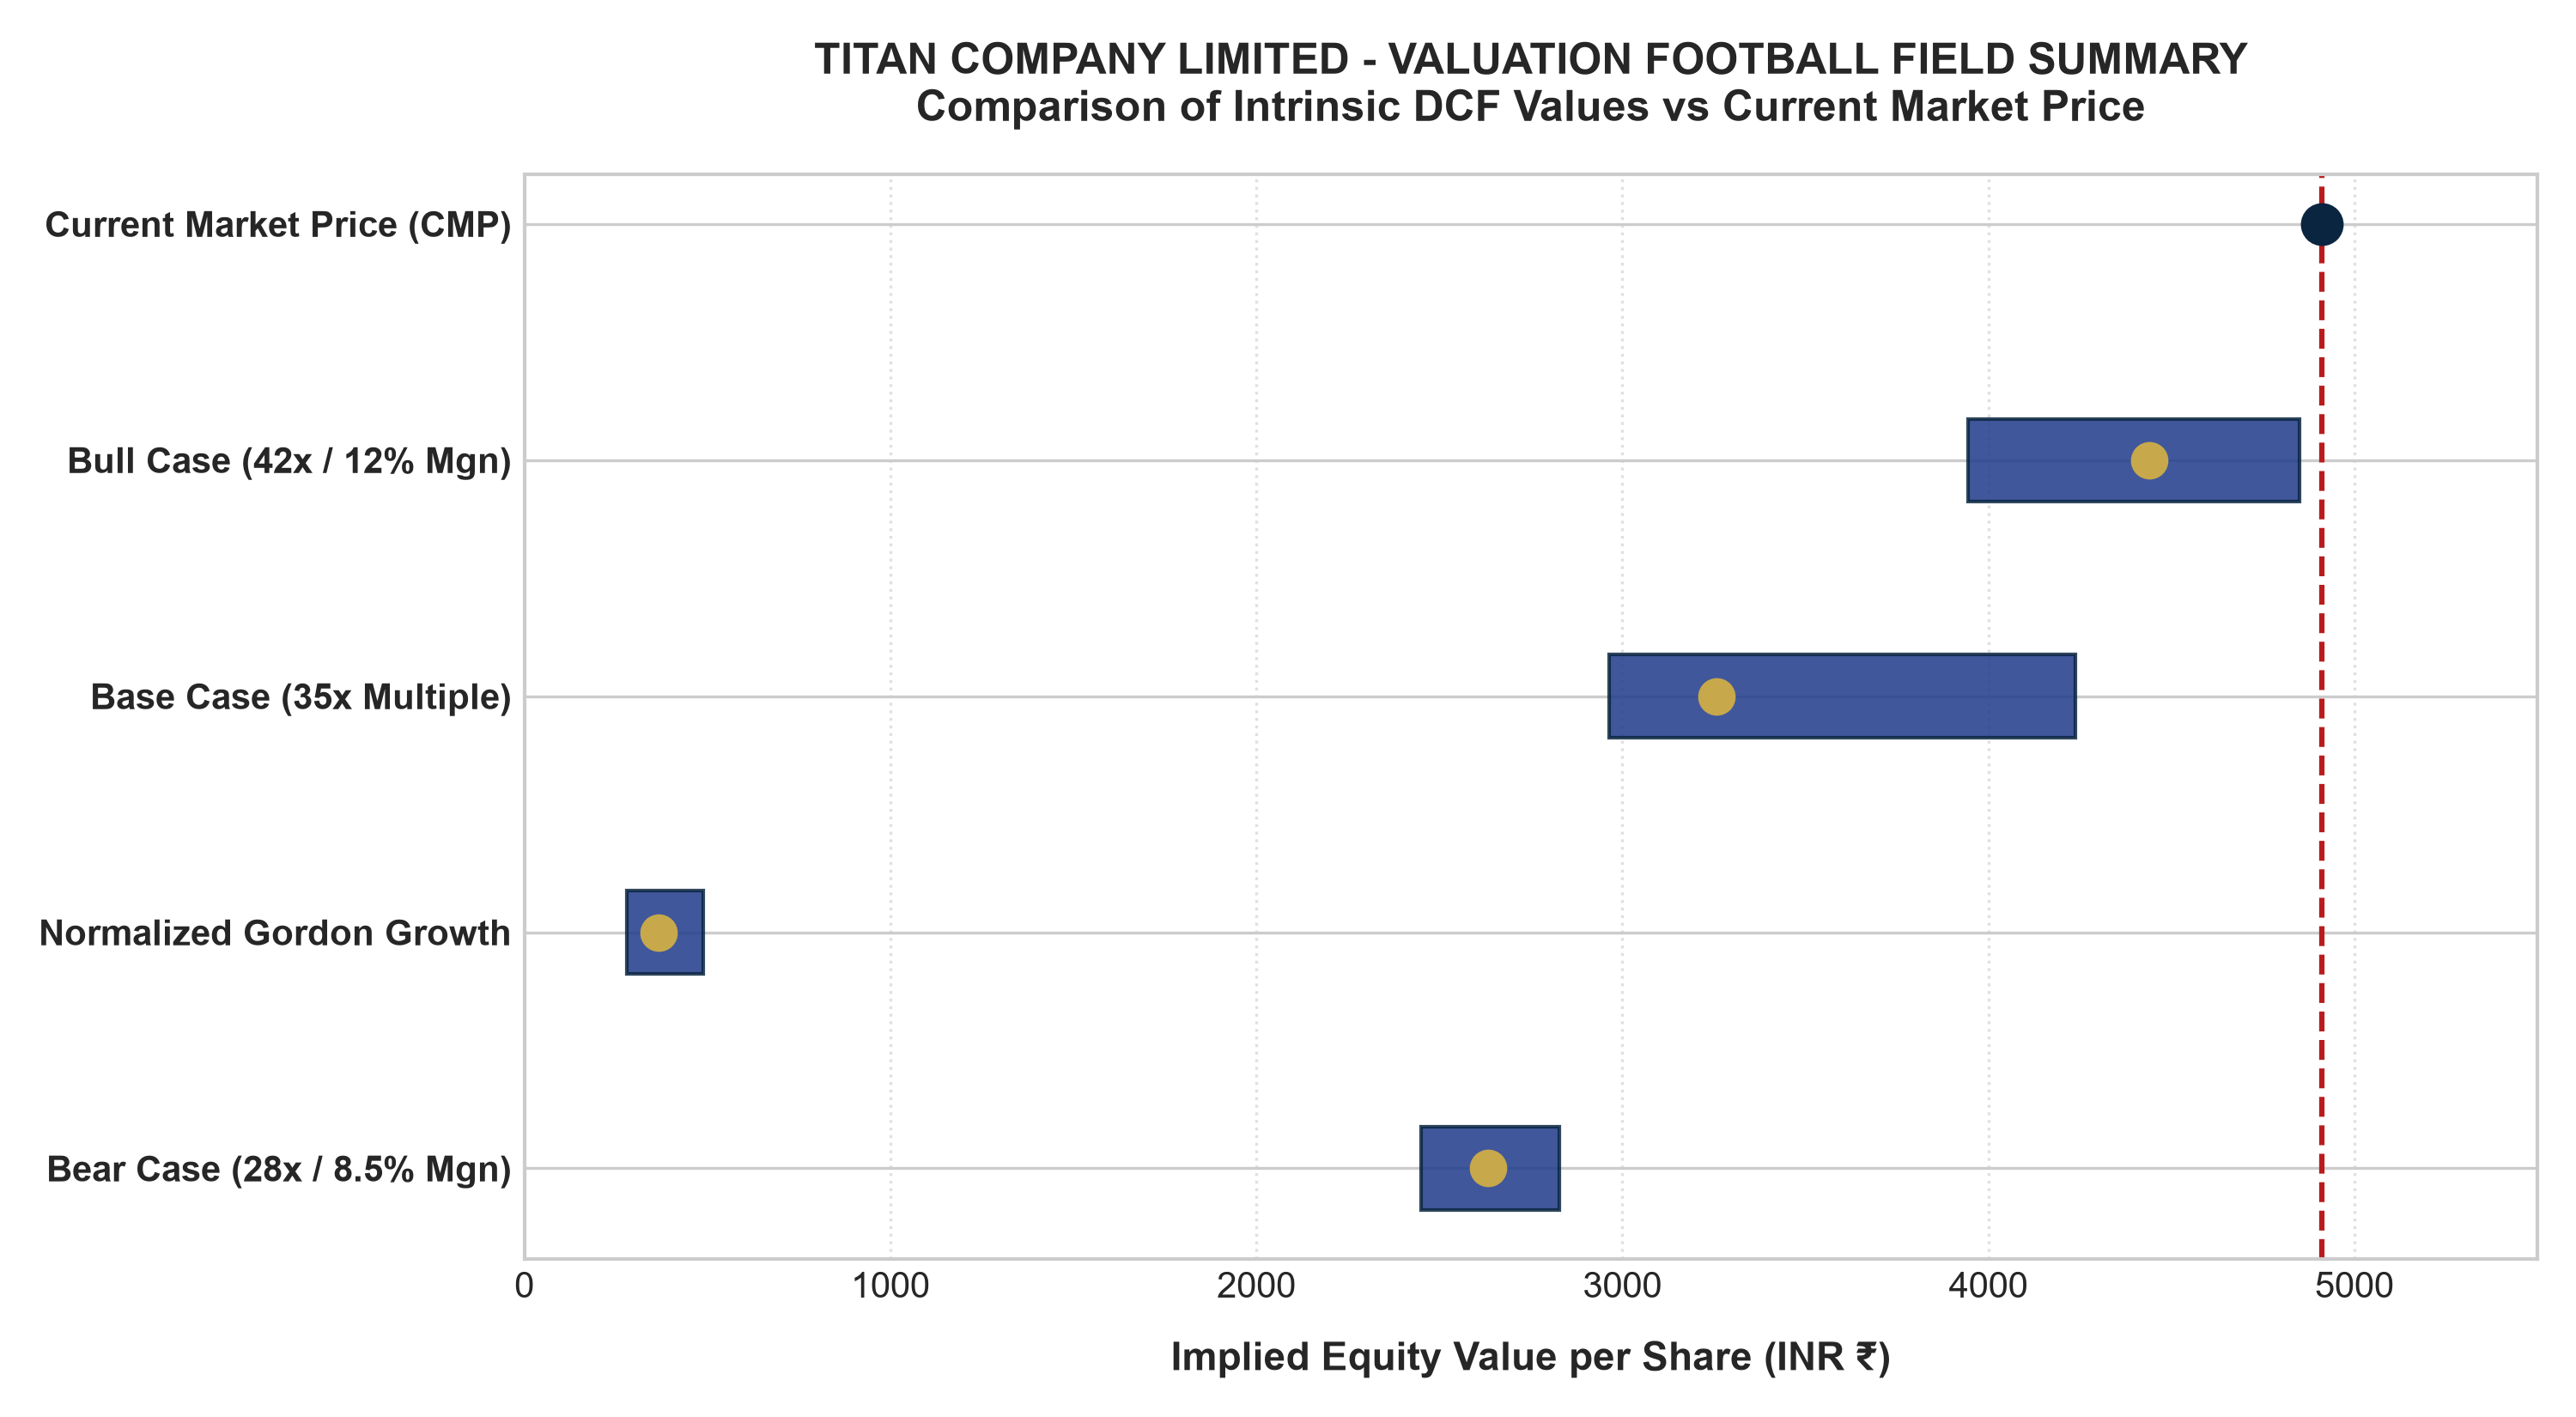 TITAN COMPANY LIMITED - VALUATION FOOTBALL FIELD SUMMARY
Comparison of Intrinsic DCF Values vs Current Market Price
Current Market Price (CMP)
Bull Case (42x / 12% Mgn)
Base Case (35x Multiple)
Normalized Gordon Growth
Bear Case (28x / 8.5% Mgn)
0 1000 2000 3000 4000 5000
Implied Equity Value per Share (INR ₹)